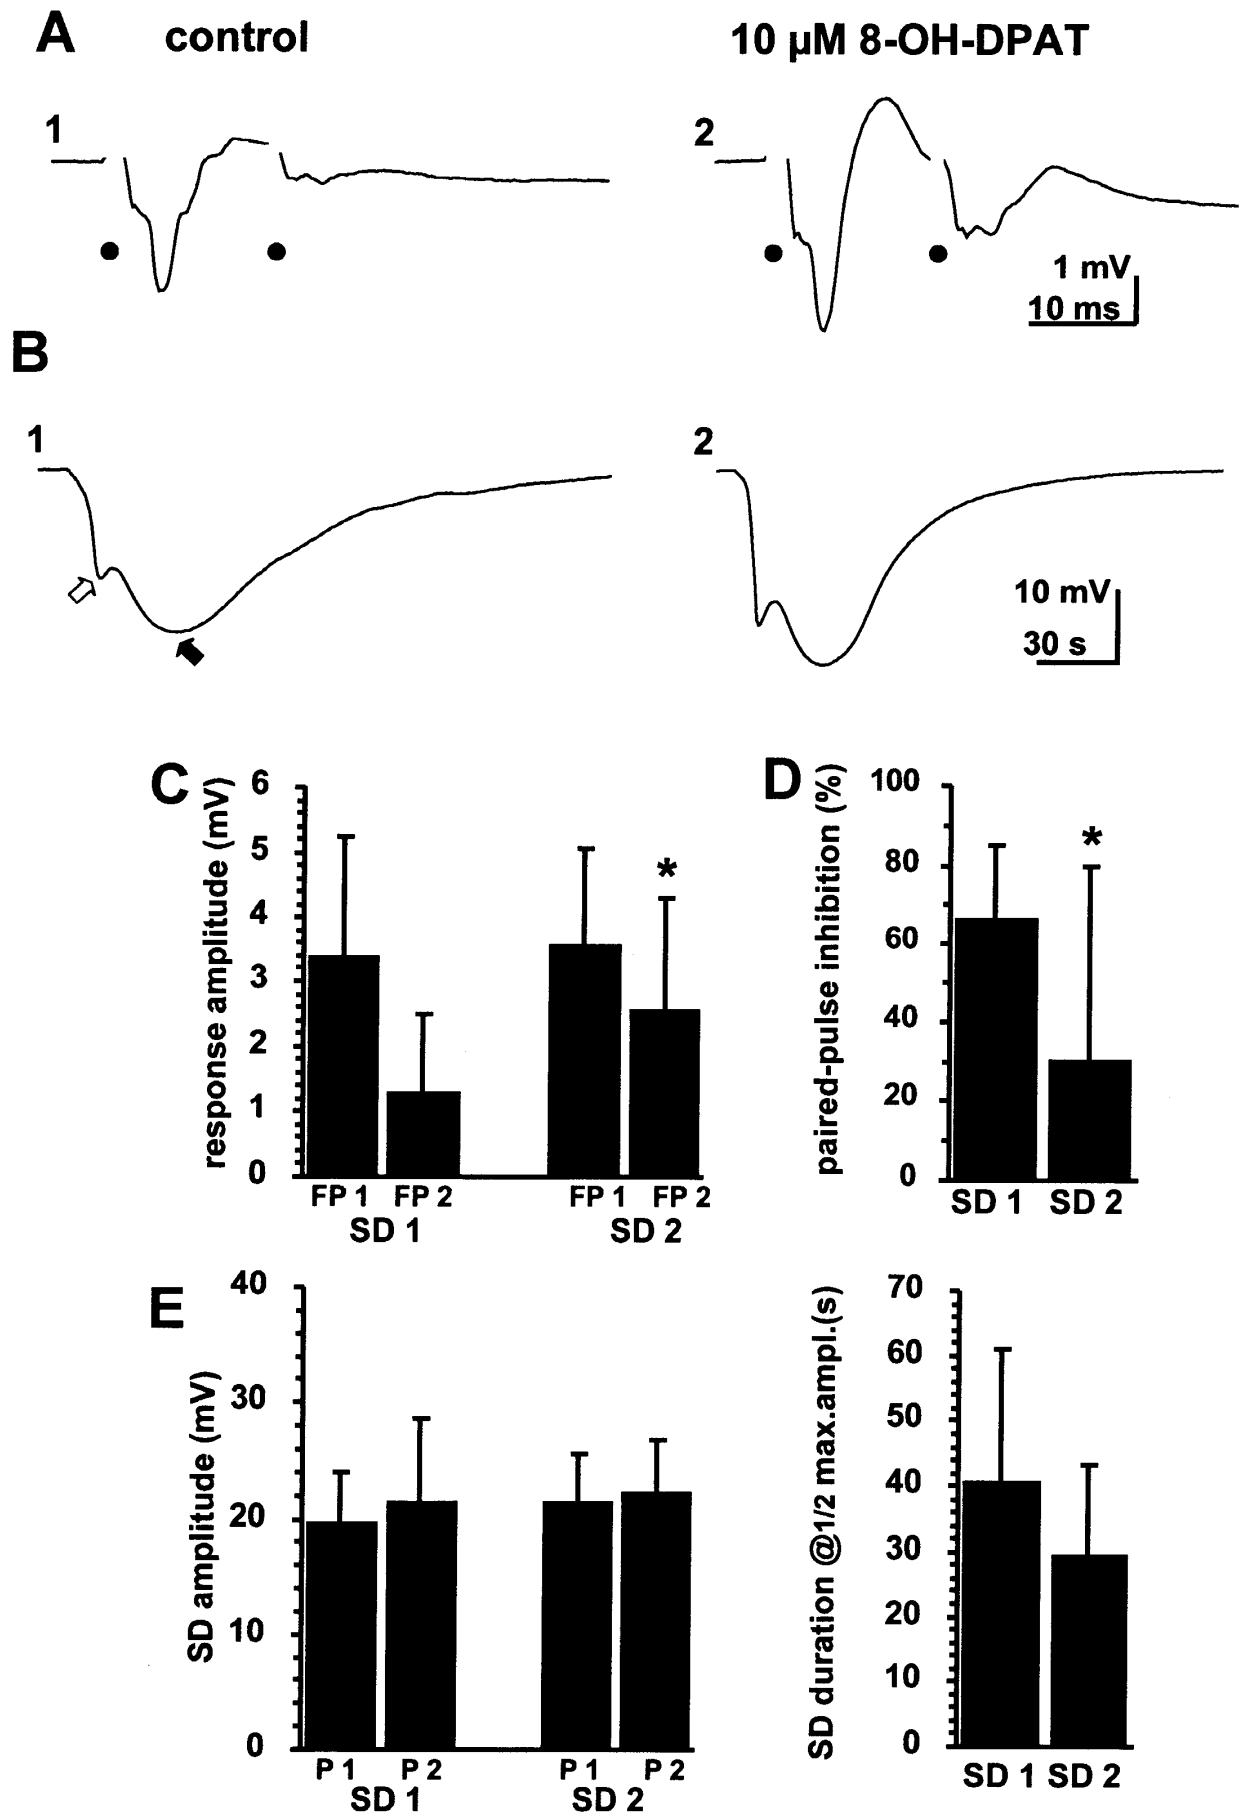 A control 10 µM 8-OH-DPAT
1 2
1 mV
10 ms
B
1 2
10 mV
30 s
C
response amplitude (mV)
6
5
4
3
2
1
0
*
FP 1 FP 2 FP 1 FP 2
SD 1 SD 2
D
paired-pulse inhibition (%)
100
80
60
40
20
0
*
SD 1 SD 2
E
SD amplitude (mV)
40
30
20
10
0
P 1 P 2 P 1 P 2
SD 1 SD 2
SD duration @1/2 max.ampl.(s)
70
60
50
40
30
20
10
0
SD 1 SD 2